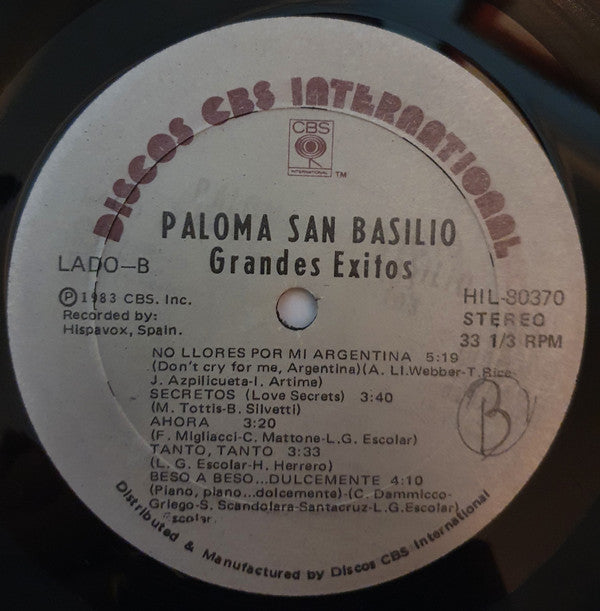 DISCOS CBS INTERNATIONAL
CBS
INTERNATIONAL
TM
PALOMA SAN BASILIO
LADO-B Grandes Exitos
Ⓟ1983 CBS. Inc.
Recorded by:
Hispavox, Spain.
HIL-80370
STEREO
33 1/3 RPM
NO LLORES POR MI ARGENTINA 5:19
(Don't cry for me, Argentina)(A. Ll.Webber-T.Rice-
J. Azpilicueta-I. Artime)
SECRETOS (Love Secrets) 3:40
(M. Tottis-B. Silvetti)
AHORA 3:20
(F. Migliacci-C. Mattone-L.G. Escolar)
TANTO, TANTO 3:33
(L. G. Escolar-H. Herrero)
BESO A BESO...DULCEMENTE 4:10
(Piano, piano...dolcemente)-(C. Dammicco-
Griego-S. Scandolara-Santacruz-L.G.Escolar)
Escolar
B
Distributed & Manufactured by Discos CBS International